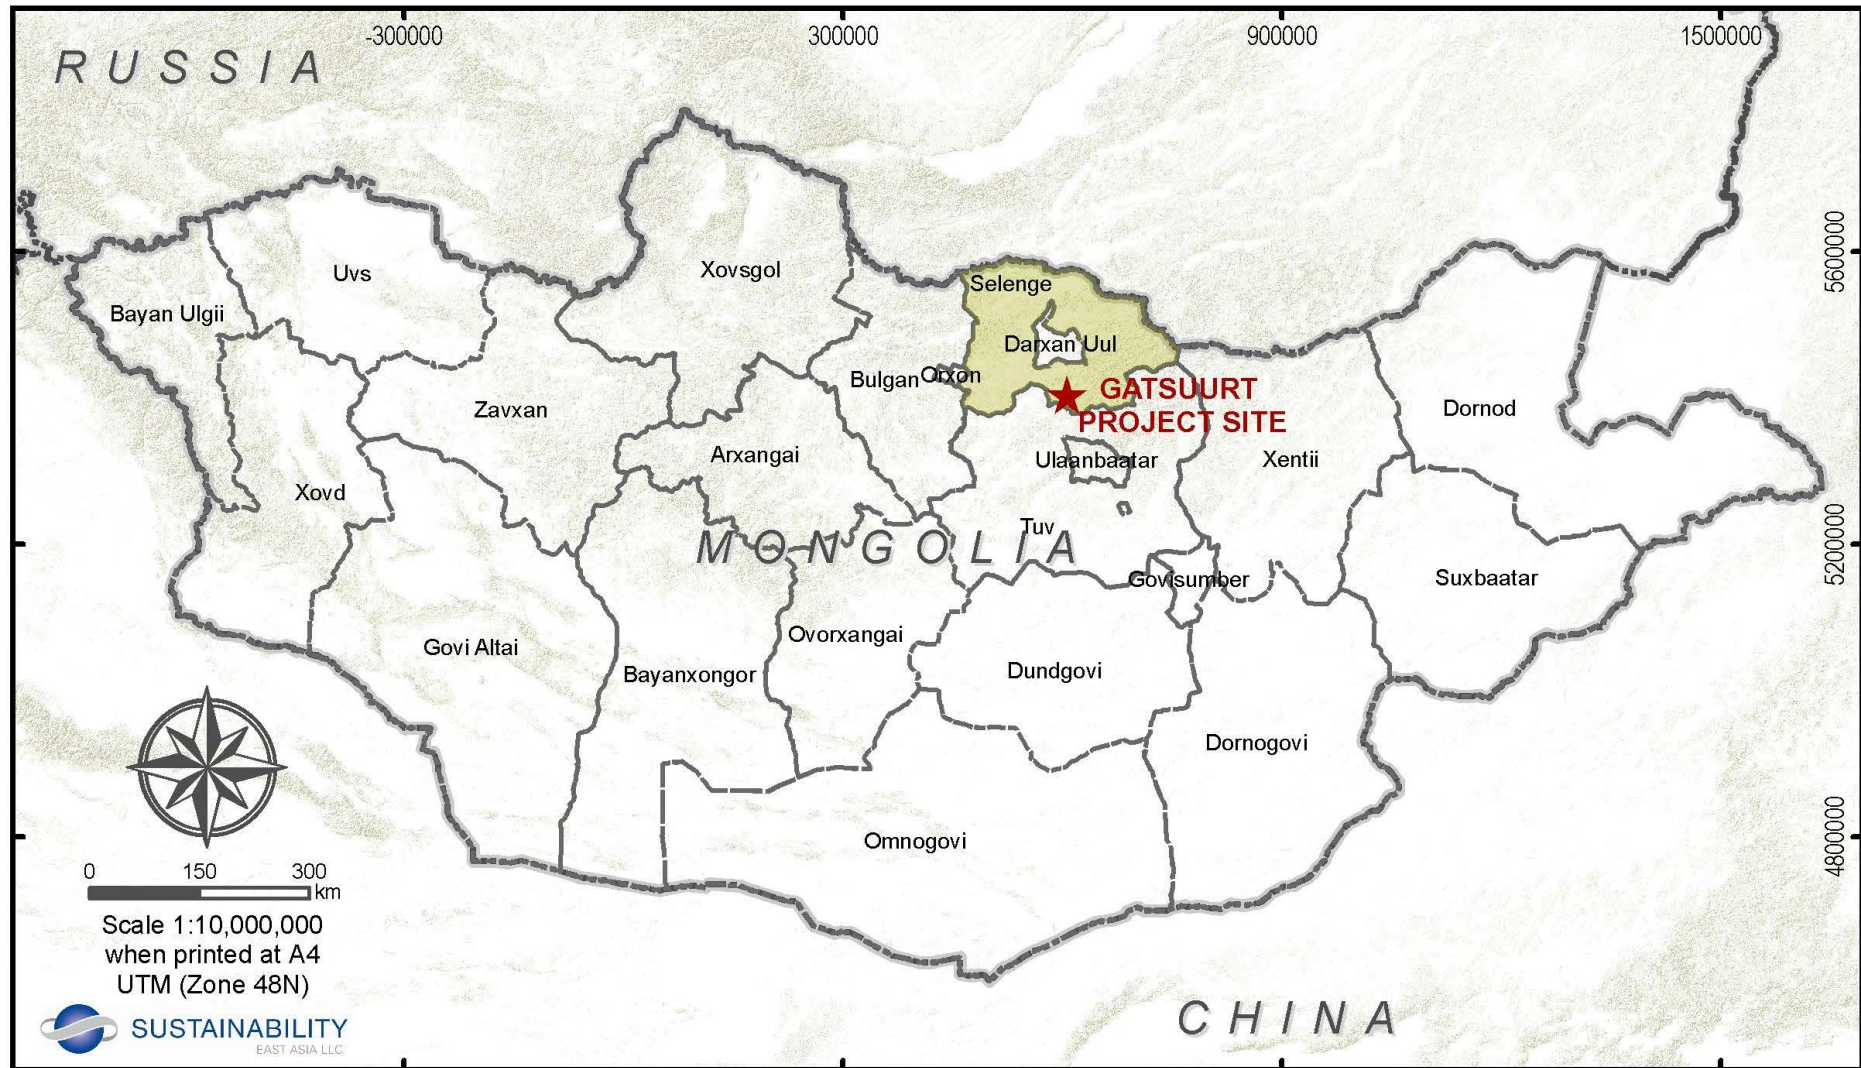 -300000
300000
900000
1500000
RUSSIA
5600000
5200000
4800000
Uvs
Xovsgol
Selenge
Bayan Ulgii
Darxan Uul
Bulgan
Orxon
Zavxan
GATSUURT
PROJECT SITE
Dornod
Arxangai
Ulaanbaatar
Xentii
Xovd
Tuv
MONGOLIA
Govisumber
Suxbaatar
Ovorxangai
Govi Altai
Bayanxongor
Dundgovi
Dornogovi
Omnogovi
0 150 300
km
Scale 1:10,000,000
when printed at A4
UTM (Zone 48N)
CHINA
SUSTAINABILITY
EAST ASIA LLC